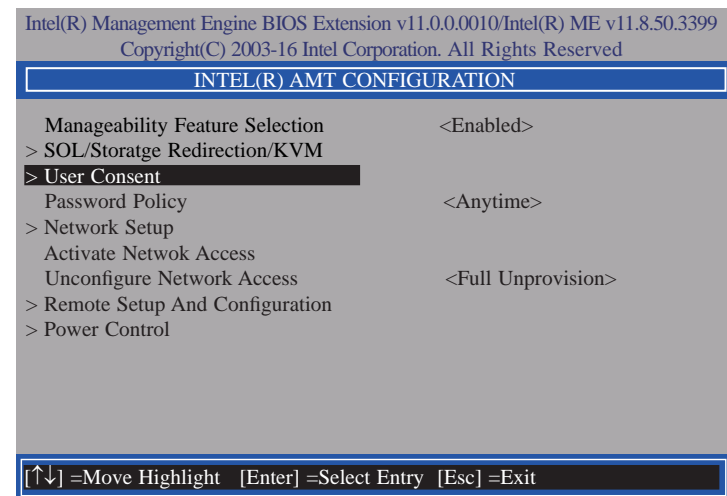 Intel(R) Management Engine BIOS Extension v11.0.0.0010/Intel(R) ME v11.8.50.3399
Copyright(C) 2003-16 Intel Corporation. All Rights Reserved
INTEL(R) AMT CONFIGURATION
Manageability Feature Selection <Enabled>
> SOL/Storatge Redirection/KVM
> User Consent
Password Policy <Anytime>
> Network Setup
Activate Netwok Access
Unconfigure Network Access <Full Unprovision>
> Remote Setup And Configuration
> Power Control
[↑↓] =Move Highlight [Enter] =Select Entry [Esc] =Exit